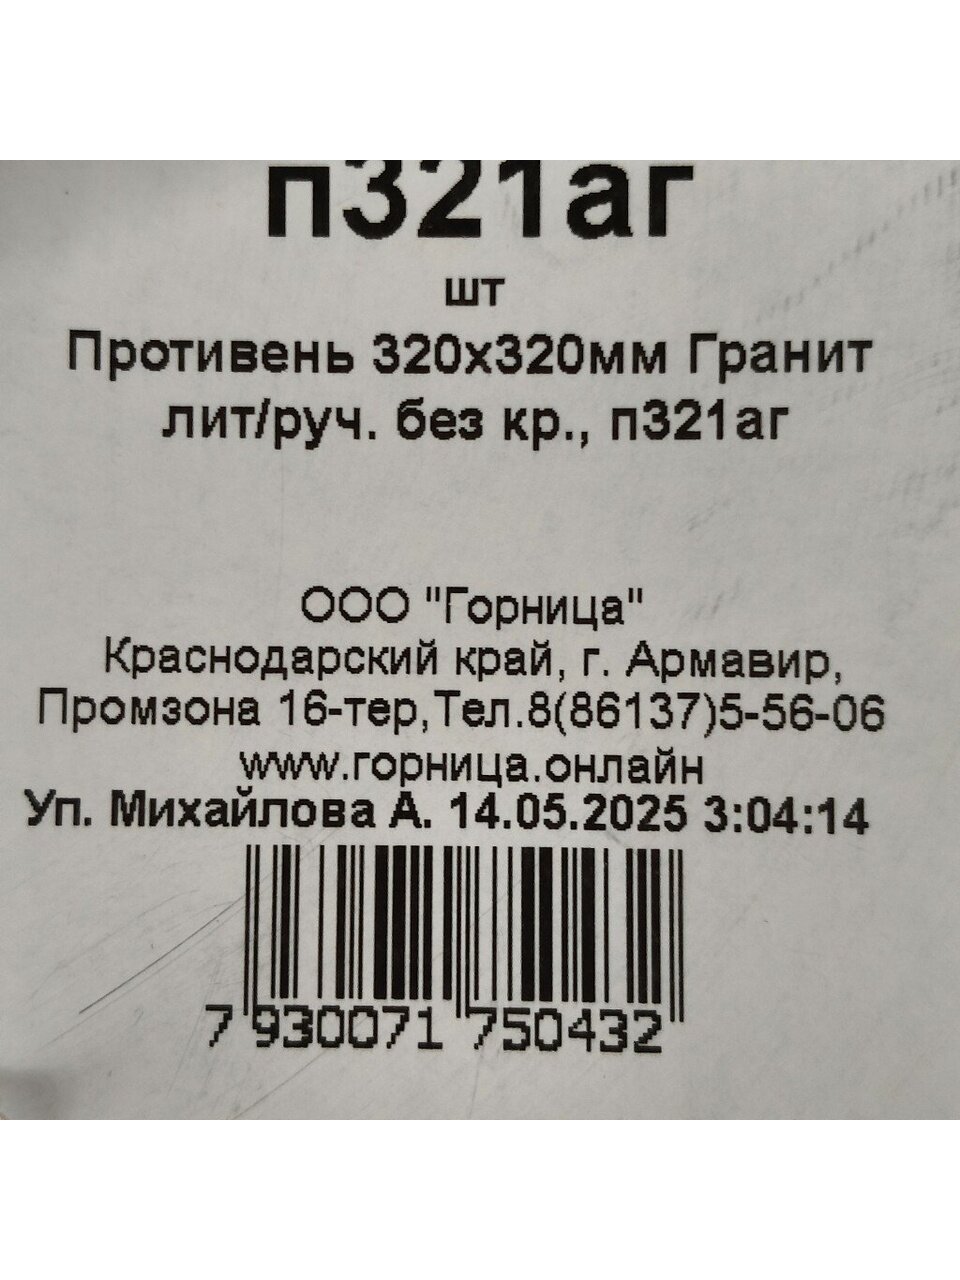 п321аг
шт
Противень 320х320мм Гранит
лит/руч. без кр., п321аг
ООО "Горница"
Краснодарский край, г. Армавир,
Промзона 16-тер,Тел.8(86137)5-56-06
www.горница.онлайн
Уп. Михайлова А. 14.05.2025 3:04:14
7 930071 750432